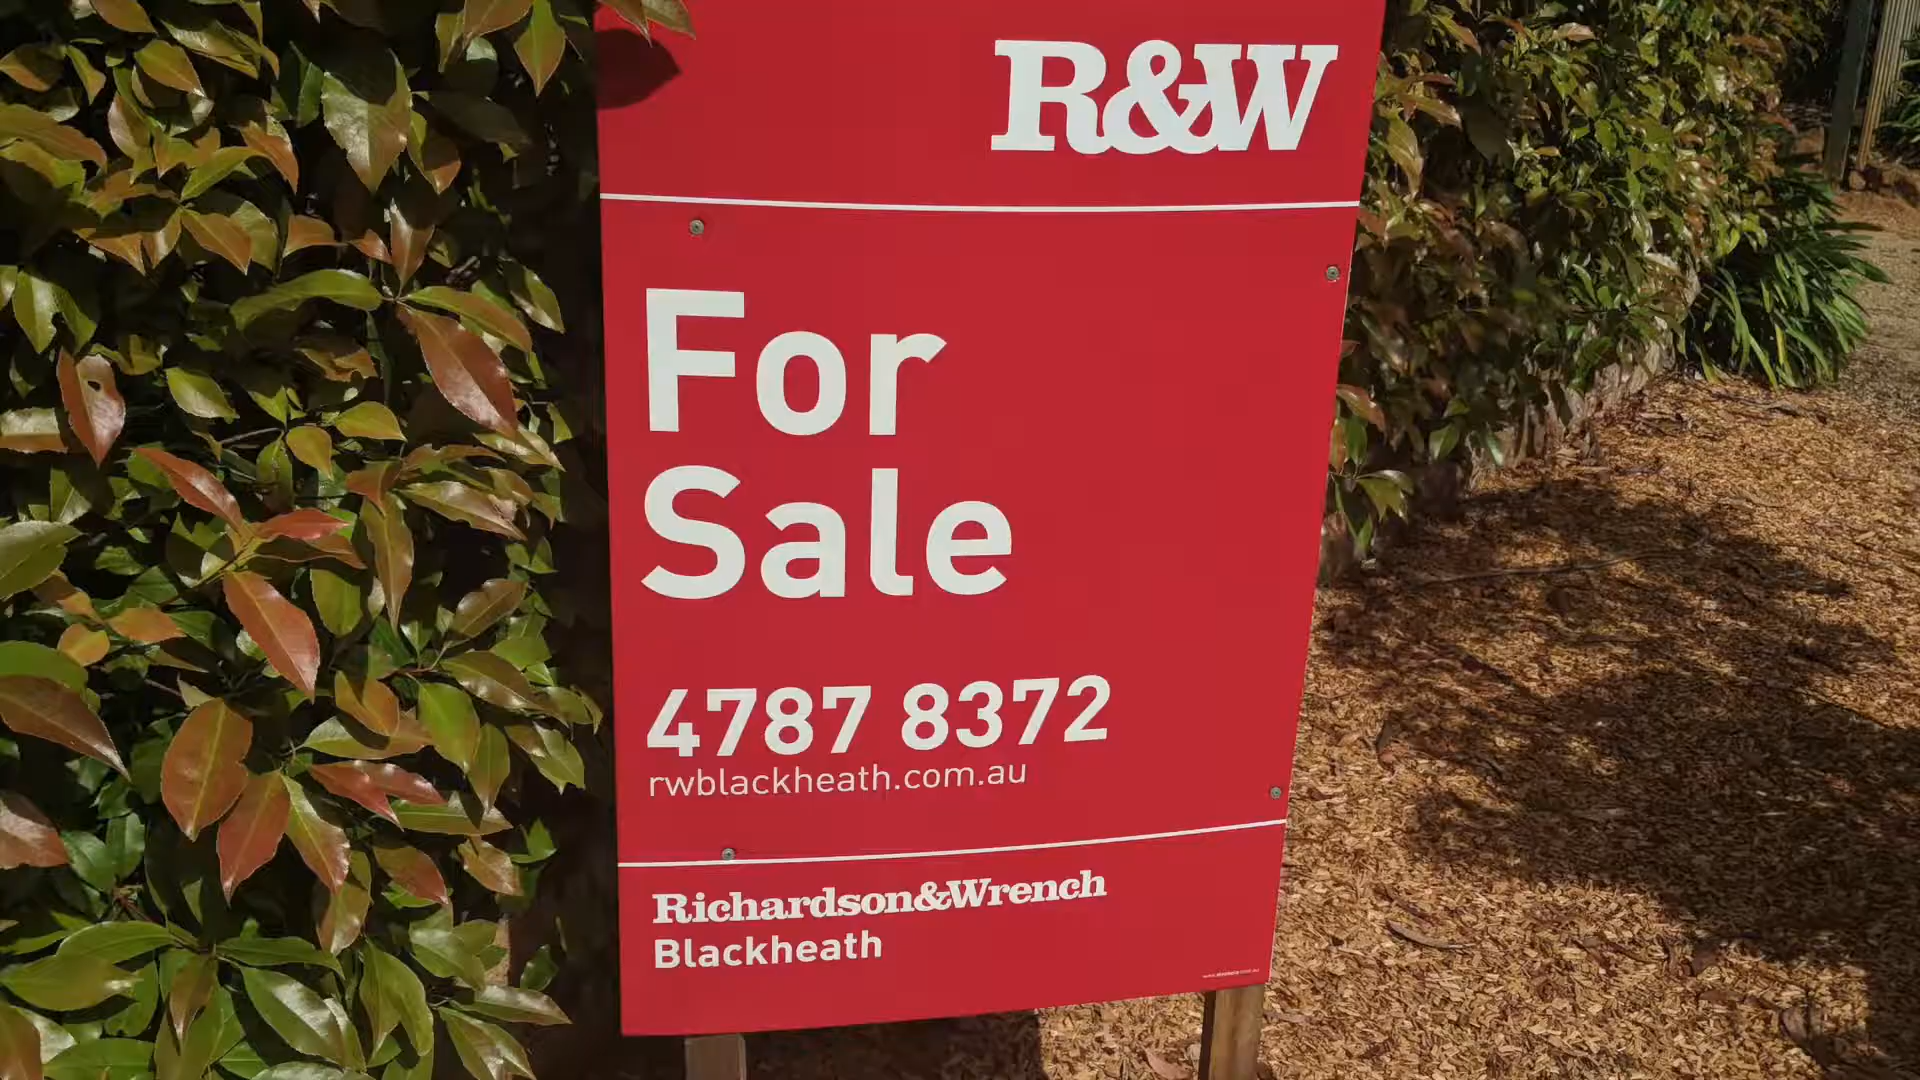 R&W
For
Sale
4787 8372
rwblackheath.com.au
Richardson&Wrench
Blackheath